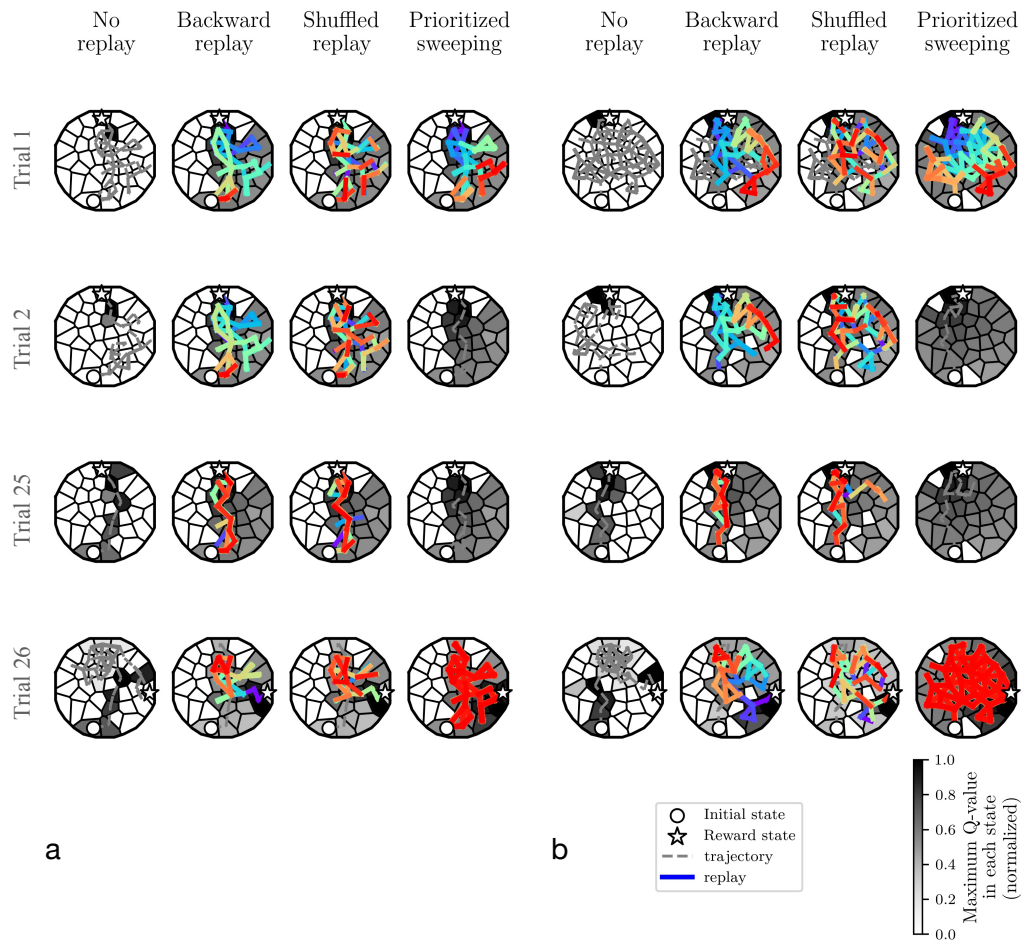 No replay
Backward replay
Shuffled replay
Prioritized sweeping
No replay
Backward replay
Shuffled replay
Prioritized sweeping
Trial 1
Trial 2
Trial 25
Trial 26
a
b
Initial state
Reward state
trajectory
replay
1.0
0.8
0.6
0.4
0.2
0.0
Maximum Q-value
in each state
(normalized)